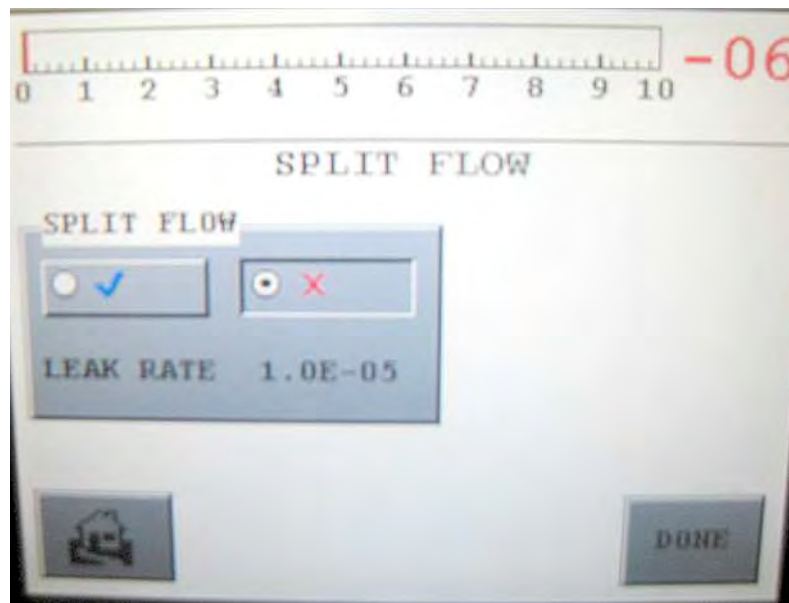 -06
0 1 2 3 4 5 6 7 8 9 10
SPLIT FLOW
SPLIT FLOW
LEAK RATE 1.0E-05
DONE